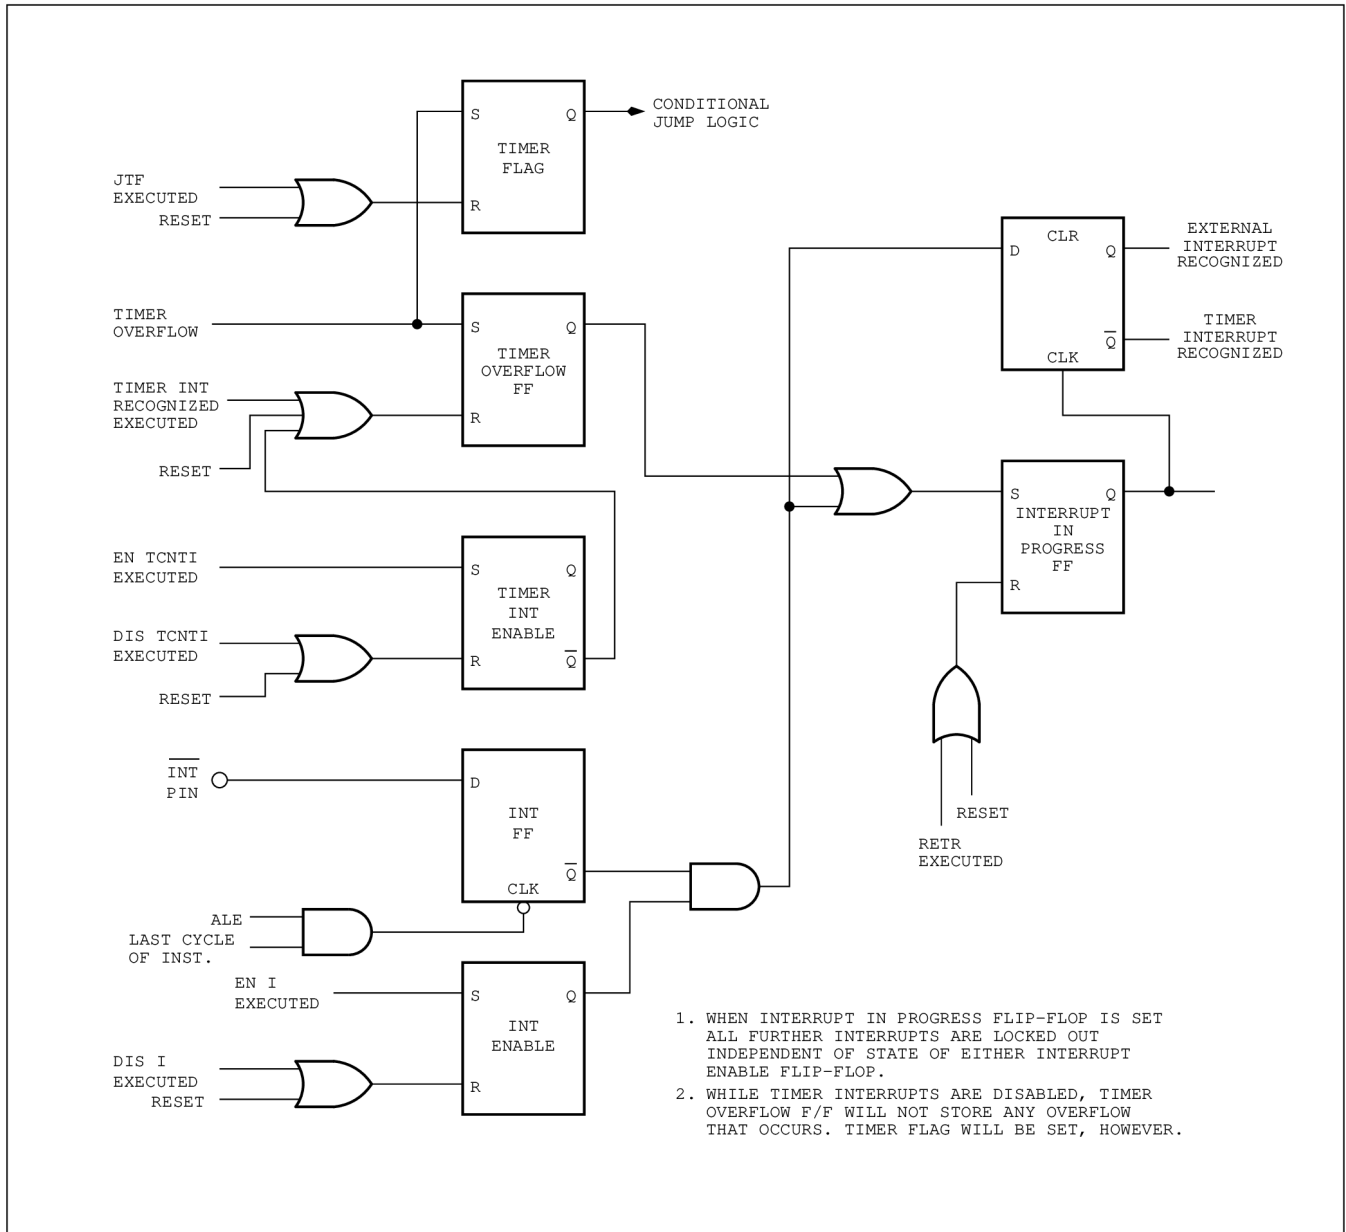 S
Q
CONDITIONAL
JUMP LOGIC
TIMER
FLAG
JTF
EXECUTED
RESET
R
CLR
D
Q
EXTERNAL
INTERRUPT
RECOGNIZED
TIMER
OVERFLOW
S
Q
TIMER
OVERFLOW
FF
Q̅
TIMER
INTERRUPT
RECOGNIZED
CLK
TIMER INT
RECOGNIZED
EXECUTED
R
RESET
S
Q
INTERRUPT
IN
PROGRESS
FF
R
EN TCNTI
EXECUTED
S
Q
TIMER
INT
ENABLE
DIS TCNTI
EXECUTED
R
Q̅
RESET
I̅N̅T̅
PIN
D
INT
FF
Q̅
CLK
RESET
RETR
EXECUTED
ALE
LAST CYCLE
OF INST.
EN I
EXECUTED
S
Q
INT
ENABLE
DIS I
EXECUTED
RESET
R
1. WHEN INTERRUPT IN PROGRESS FLIP-FLOP IS SET
ALL FURTHER INTERRUPTS ARE LOCKED OUT
INDEPENDENT OF STATE OF EITHER INTERRUPT
ENABLE FLIP-FLOP.
2. WHILE TIMER INTERRUPTS ARE DISABLED, TIMER
OVERFLOW F/F WILL NOT STORE ANY OVERFLOW
THAT OCCURS. TIMER FLAG WILL BE SET, HOWEVER.